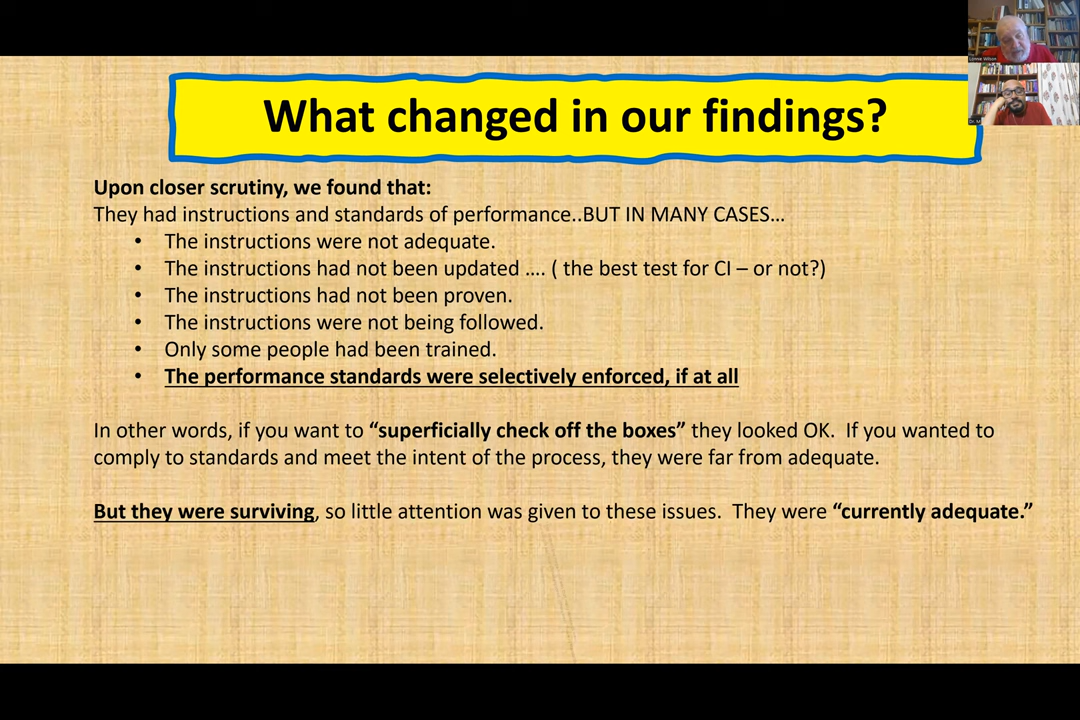 What changed in our findings?
Lonnie Wilson
Dr. M
Upon closer scrutiny, we found that:
They had instructions and standards of performance..BUT IN MANY CASES…
• The instructions were not adequate.
• The instructions had not been updated …. ( the best test for CI – or not?)
• The instructions had not been proven.
• The instructions were not being followed.
• Only some people had been trained.
• The performance standards were selectively enforced, if at all
In other words, if you want to “superficially check off the boxes” they looked OK.  If you wanted to
comply to standards and meet the intent of the process, they were far from adequate.
But they were surviving, so little attention was given to these issues.  They were “currently adequate.”